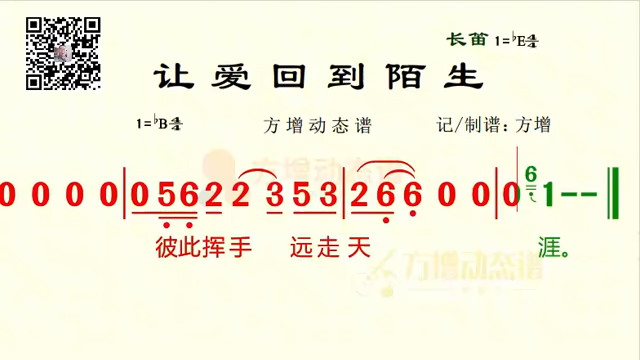 长笛 1=♭E 4/4
让爱回到陌生
1=♭B 4/4 方增动态谱 记/制谱：方增
0 0 0 0 | 0 5 6 2 2 3 5 3 | 2 6 6 0 0 | 0 6 1 - - ‖
彼此挥手 远走天 涯。
方增动态谱